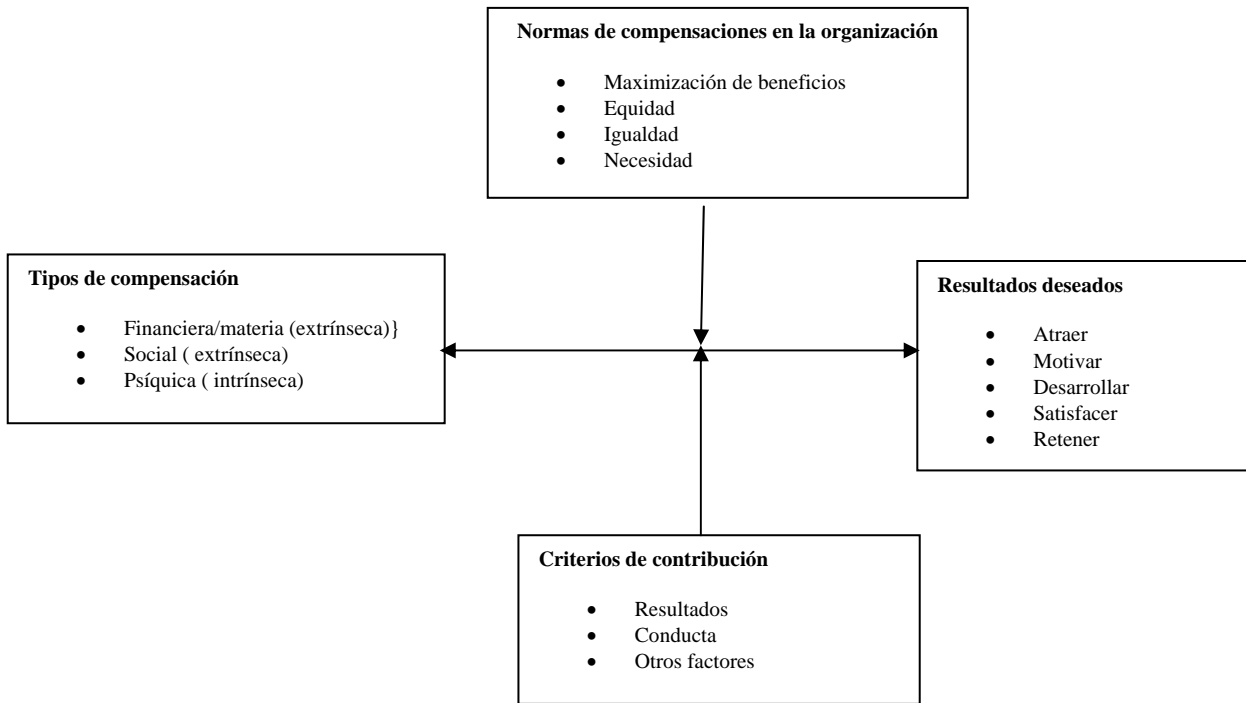 Normas de compensaciones en la organización
• Maximización de beneficios
• Equidad
• Igualdad
• Necesidad
Tipos de compensación
• Financiera/materia (extrínseca)}
• Social ( extrínseca)
• Psíquica ( intrínseca)
Resultados deseados
• Atraer
• Motivar
• Desarrollar
• Satisfacer
• Retener
Criterios de contribución
• Resultados
• Conducta
• Otros factores